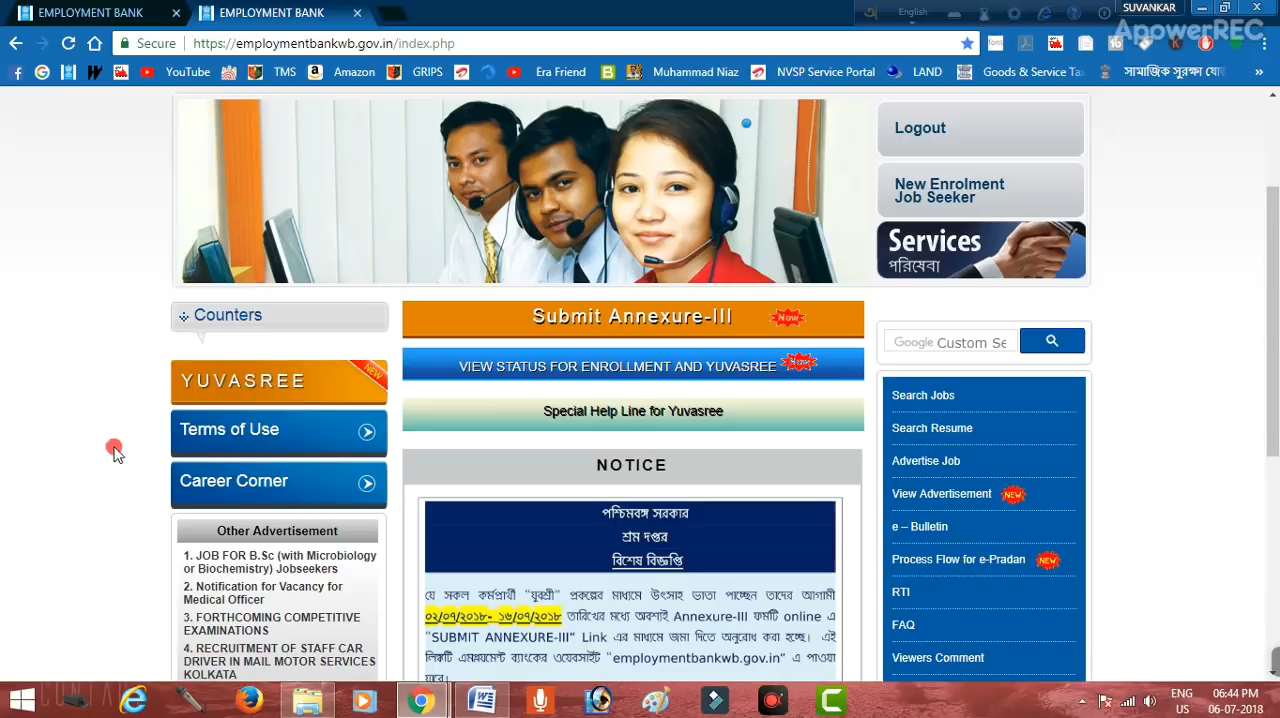 EMPLOYMENT BANK
EMPLOYMENT BANK
English
SUVANKAR
ApowerREC
Secure
https://employmentbankwb.gov.in/index.php
YouTube
TMS
Amazon
GRIPS
Era Friend
Muhammad Niaz
NVSP Service Portal
LAND
Goods & Service Tax
সামাজিক সুরক্ষা যোজ
»
Logout
New Enrolment
Job Seeker
Services
পরিষেবা
Counters
Submit Annexure-III New
Google Custom Se
YUVASREE NEW
VIEW STATUS FOR ENROLLMENT AND YUVASREE New
Search Jobs
Special Help Line for Yuvasree
Terms of Use
Search Resume
NOTICE
Advertise Job
Career Corner
View Advertisement NEW
পশ্চিমবঙ্গ সরকার
e – Bulletin
Other Advertisement
শ্রম দপ্তর
1. JOB FOR B.Sc (with Microbiology
or Biochemistry) Jobseekers
বিশেষ বিজ্ঞপ্তি
Process Flow for e-Pradan NEW
2. Notification for Vacancy for
Medical Officer
যে সকল কর্মপ্রার্থী "যুবশ্রী" প্রকল্পের মাধ্যমে উৎসাহ ভাতা পাচ্ছেন তাদের আগামী
RTI
3. FORTHCOMING COMPETITIVE
EXAMINATIONS
০২/০৭/২০১৮- ১৬/০৭/২০১৮ তারিখের মধ্যে অবশ্যই Annexure-III ফর্মটি online এ
FAQ
"SUBMIT ANNEXURE-III" Link এর মাধ্যমে জমা দিতে অনুরোধ করা হচ্ছে। এই
4. RECRUITMENT OF STAFF CAR
DRIVER IN MAIL MOTOR SERVICES
KOLKATA
লিঙ্কটি এমপ্লয়মেন্ট ব্যাংকের ওয়েবসাইট "employmentbankwb.gov.in" এ পাওয়া
যাবে।
Viewers Comment
ENG
US
06:44 PM
06-07-2018